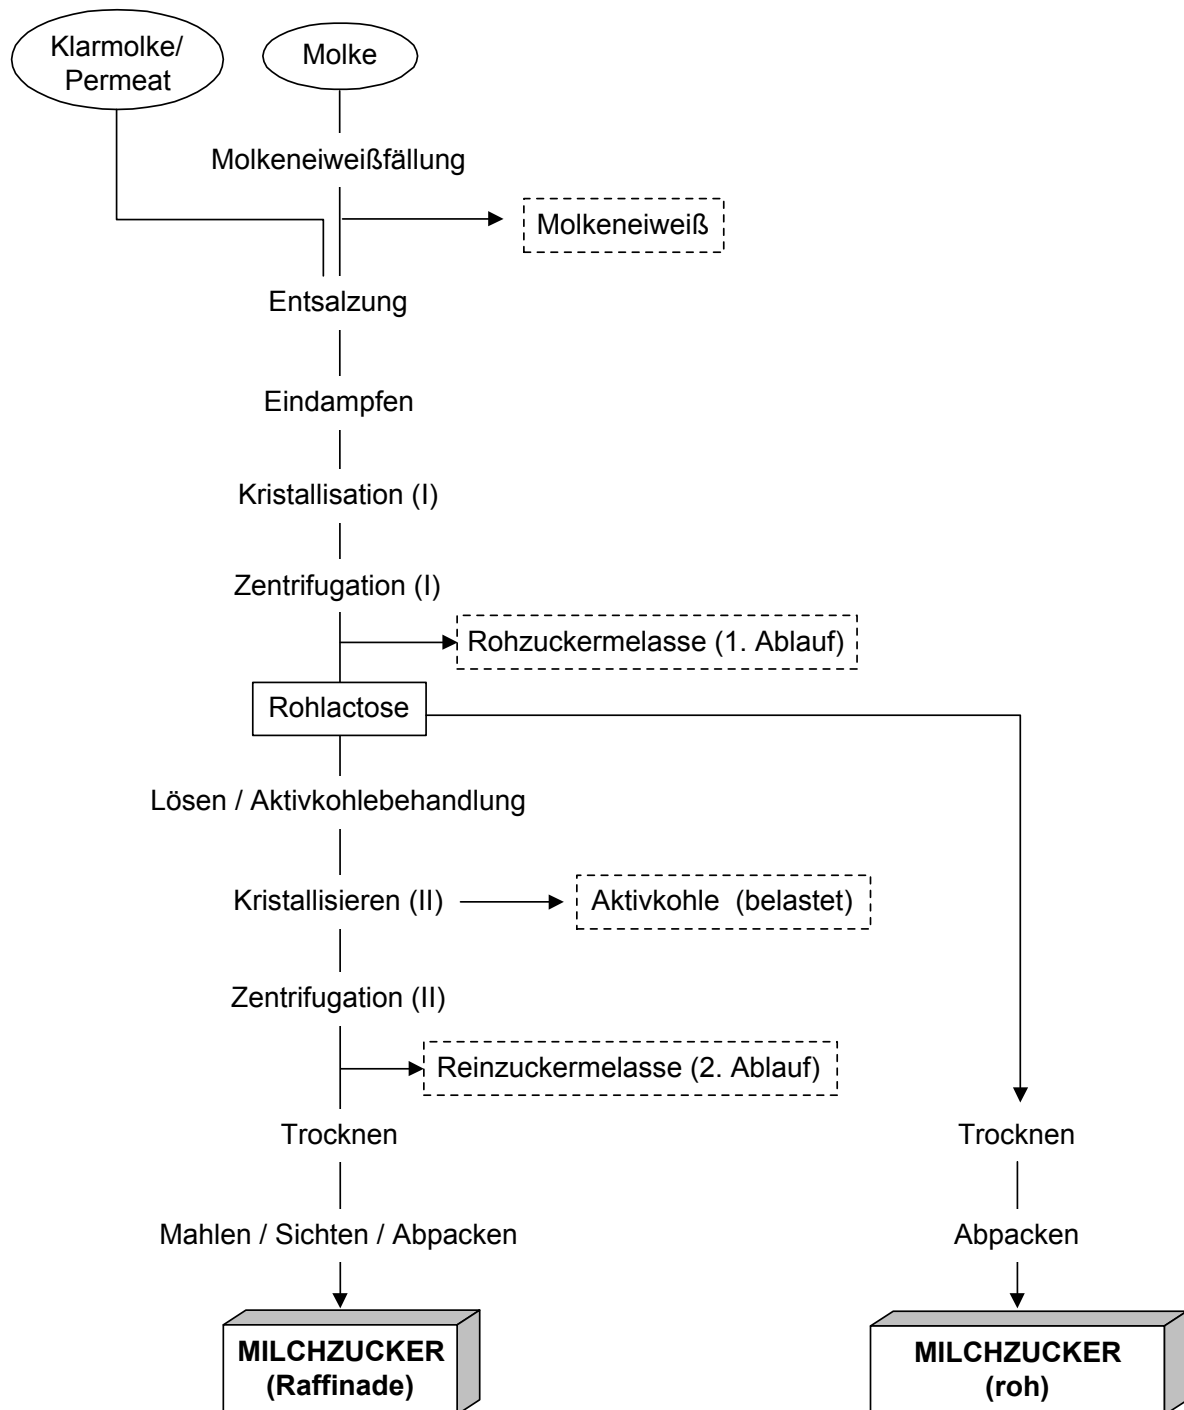 Klarmolke/
Permeat
Molke
Molkeneiweißfällung
Molkeneiweiß
Entsalzung
Eindampfen
Kristallisation (I)
Zentrifugation (I)
Rohzuckermelasse (1. Ablauf)
Rohlactose
Lösen / Aktivkohlebehandlung
Kristallisieren (II)
Aktivkohle (belastet)
Zentrifugation (II)
Reinzuckermelasse (2. Ablauf)
Trocknen
Trocknen
Mahlen / Sichten / Abpacken
Abpacken
MILCHZUCKER
(Raffinade)
MILCHZUCKER
(roh)